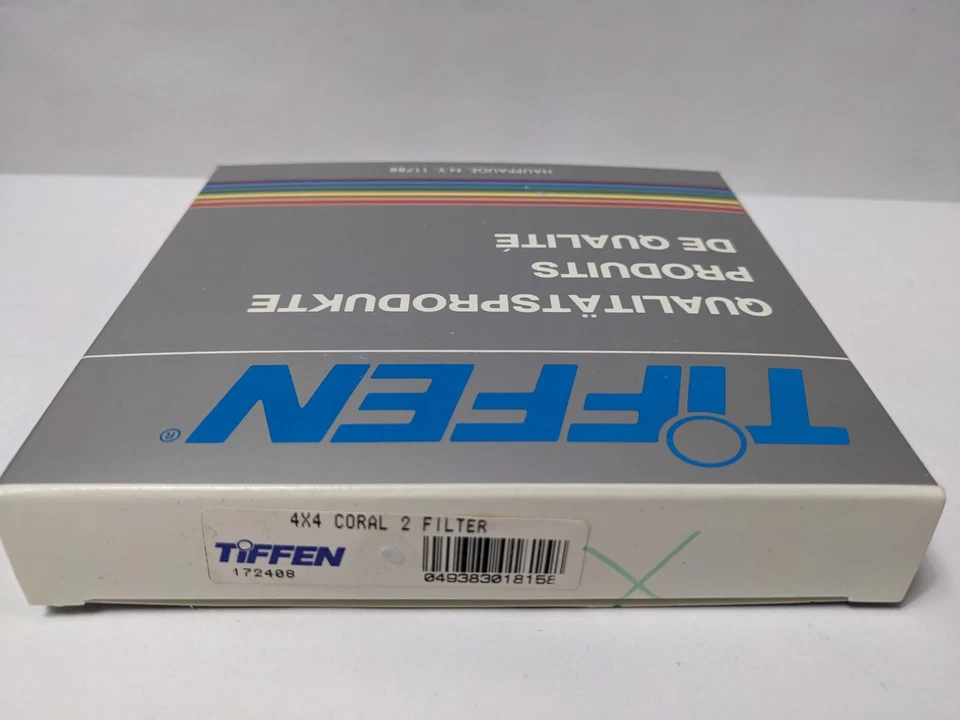 HAUPPAUGE, N.Y. 11788
QUALITÄTSPRODUKTE
PRODUITS
DE QUALITÉ
TIFFEN®
4X4 CORAL 2 FILTER
TIFFEN
172408
049383018158